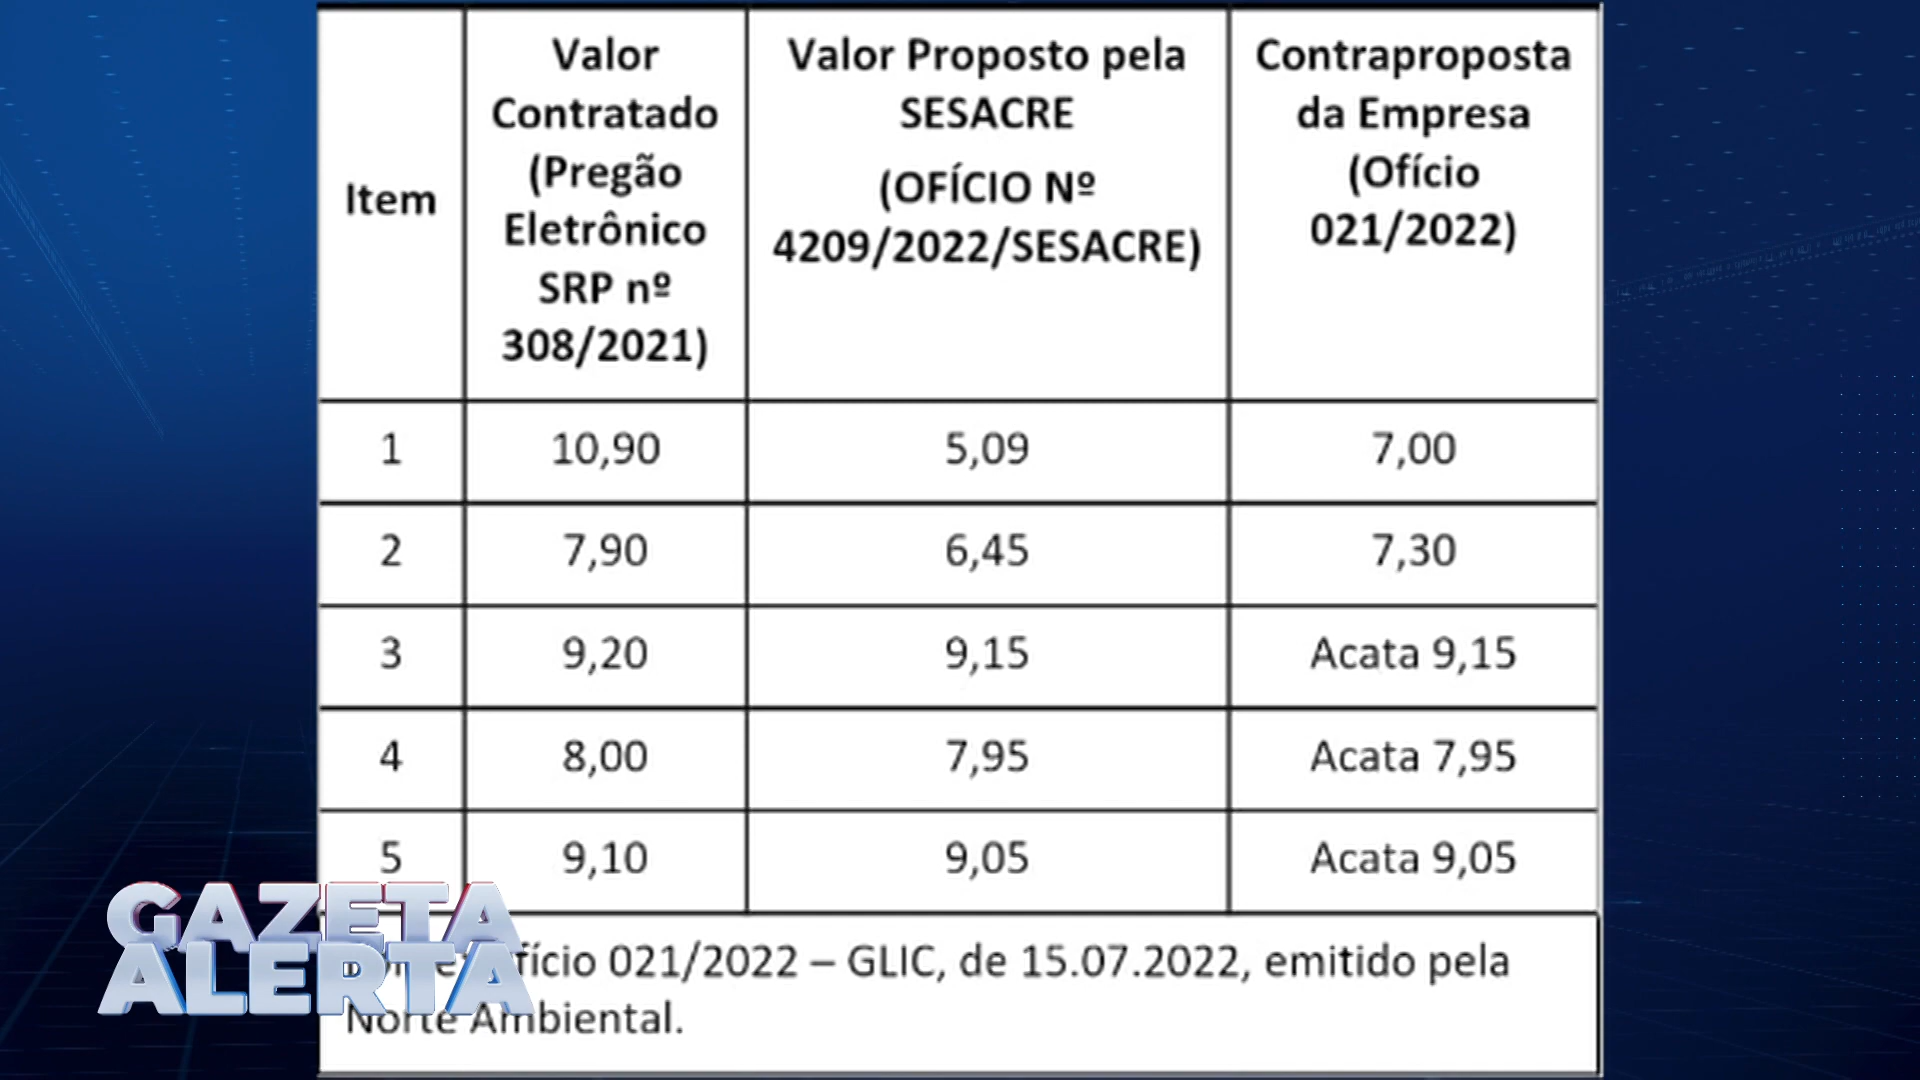 Item
Valor
Contratado
(Pregão
Eletrônico
SRP nº
308/2021)
Valor Proposto pela
SESACRE
(OFÍCIO Nº
4209/2022/SESACRE)
Contraproposta
da Empresa
(Ofício
021/2022)
1 10,90 5,09 7,00
2 7,90 6,45 7,30
3 9,20 9,15 Acata 9,15
4 8,00 7,95 Acata 7,95
5 9,10 9,05 Acata 9,05
021/2022 – GLIC, de 15.07.2022, emitido pela
Norte Ambiental.
GAZETA
ALERTA